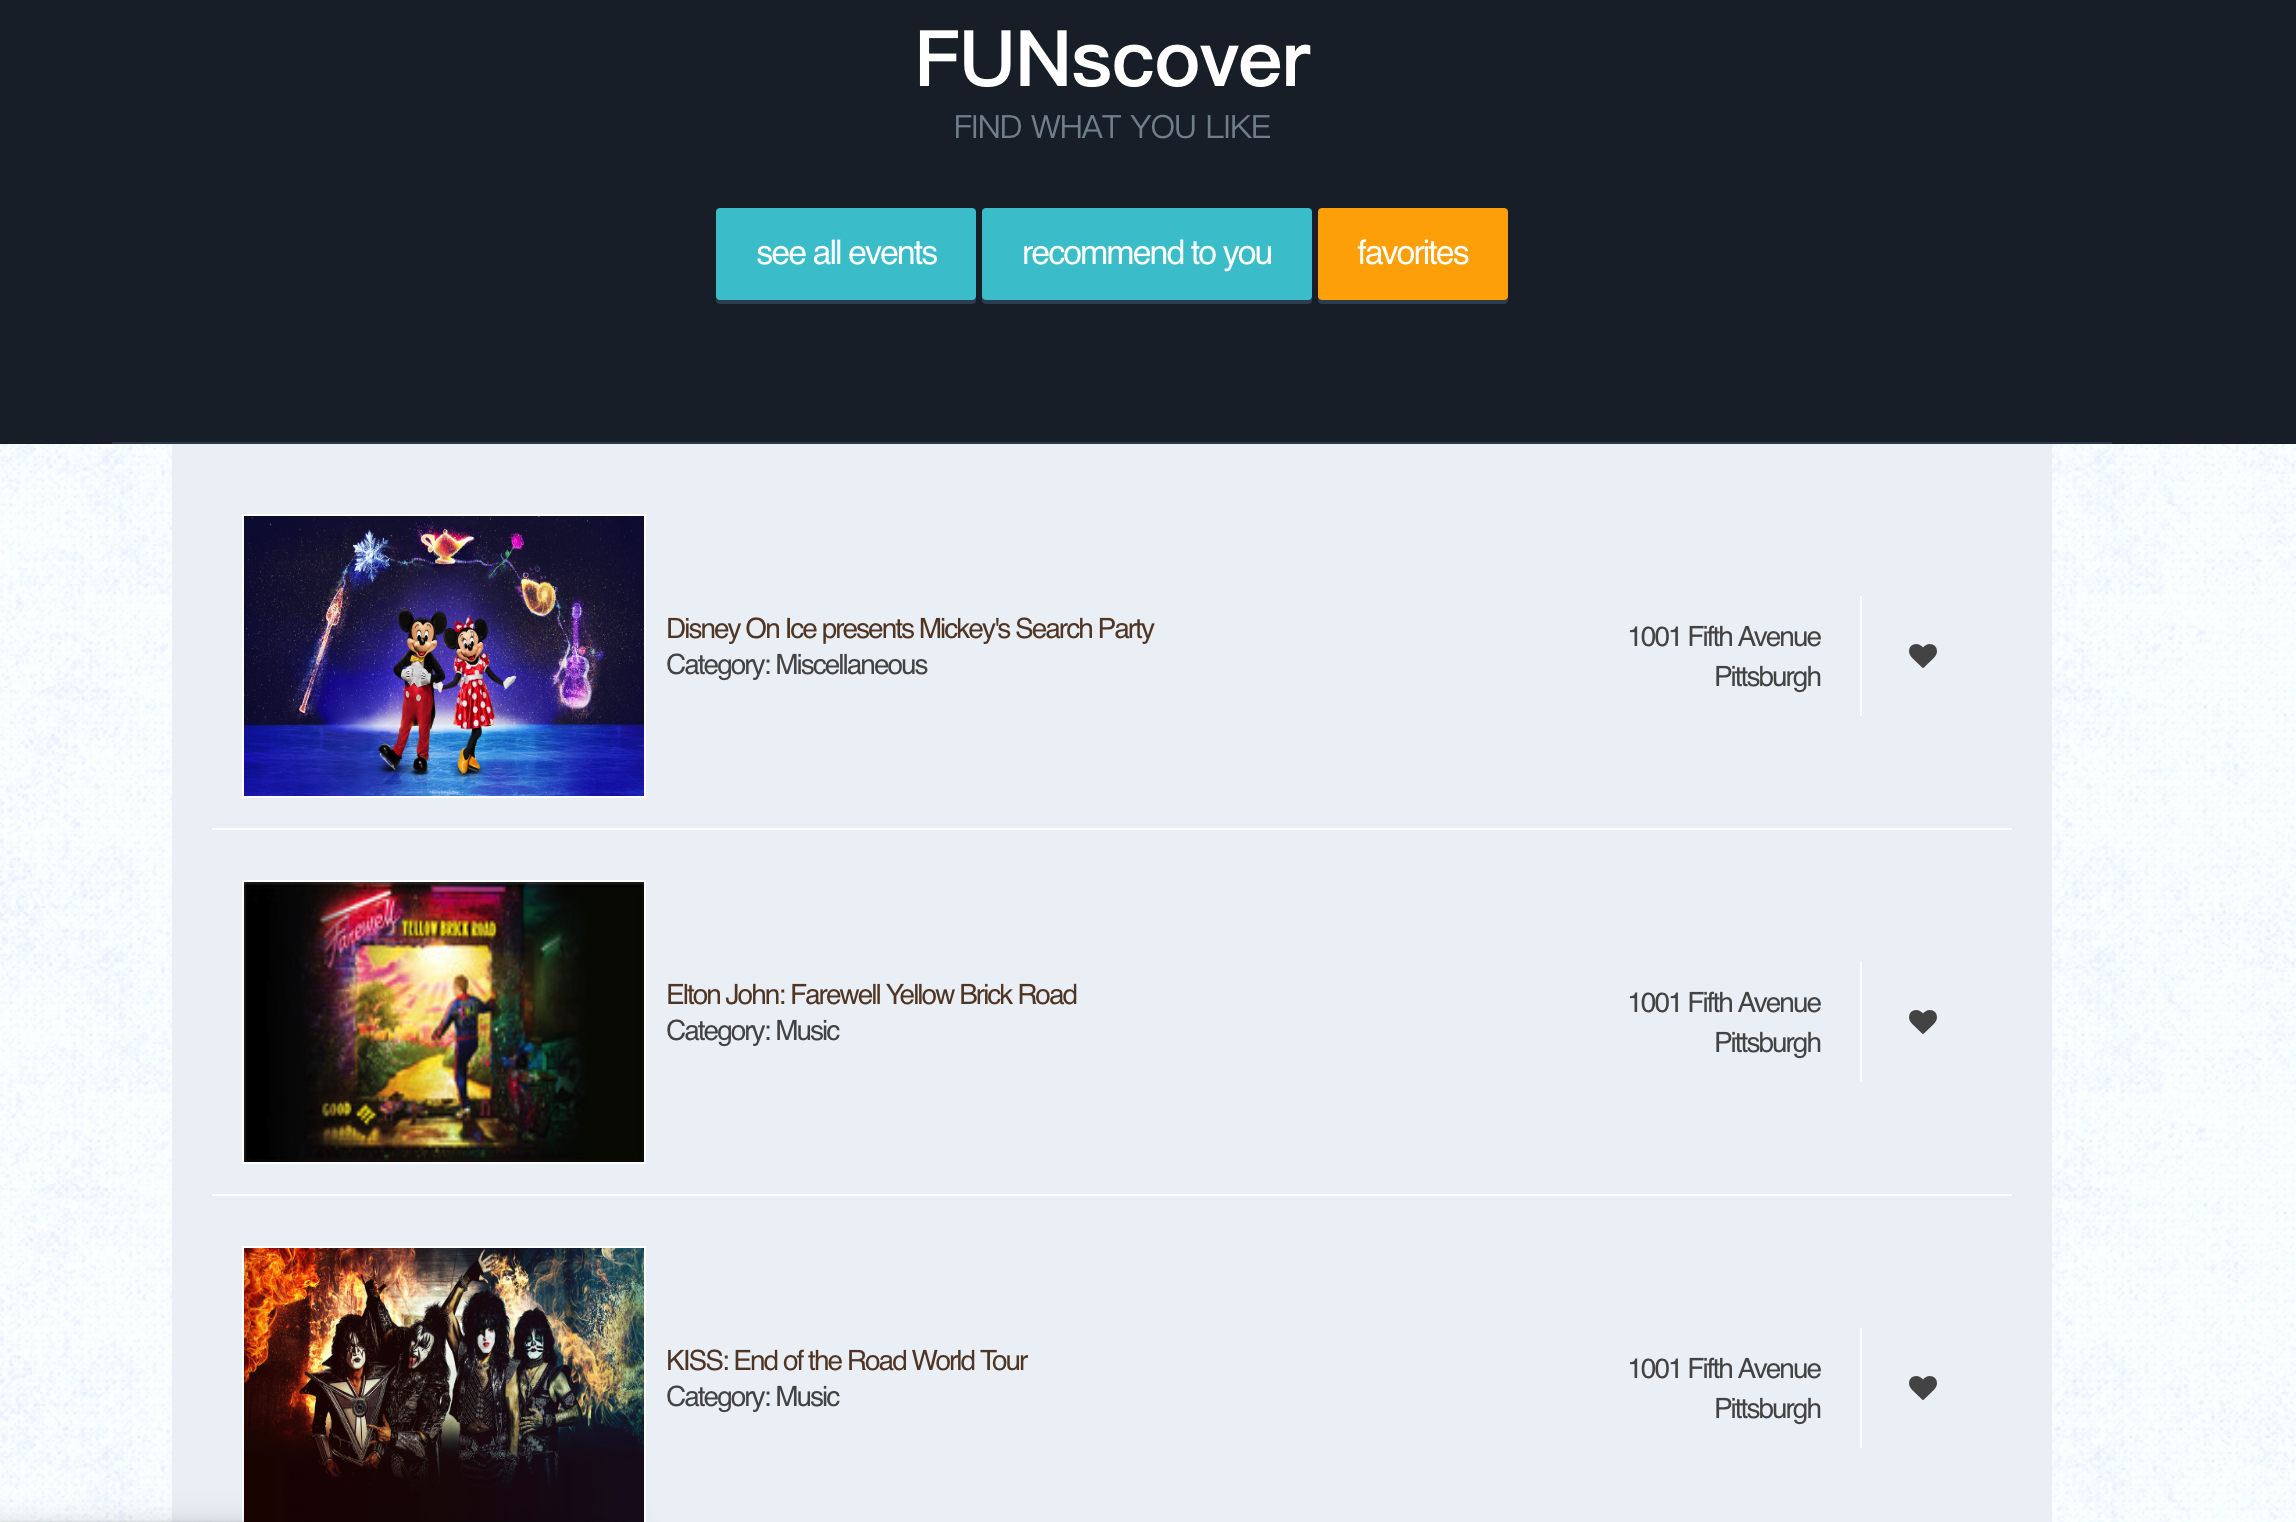 FUNscover
FIND WHAT YOU LIKE
see all events
recommend to you
favorites
Disney On Ice presents Mickey's Search Party
Category: Miscellaneous
1001 Fifth Avenue
Pittsburgh
Farewell
YELLOW BRICK ROAD
GOOD
Elton John: Farewell Yellow Brick Road
Category: Music
1001 Fifth Avenue
Pittsburgh
KISS: End of the Road World Tour
Category: Music
1001 Fifth Avenue
Pittsburgh